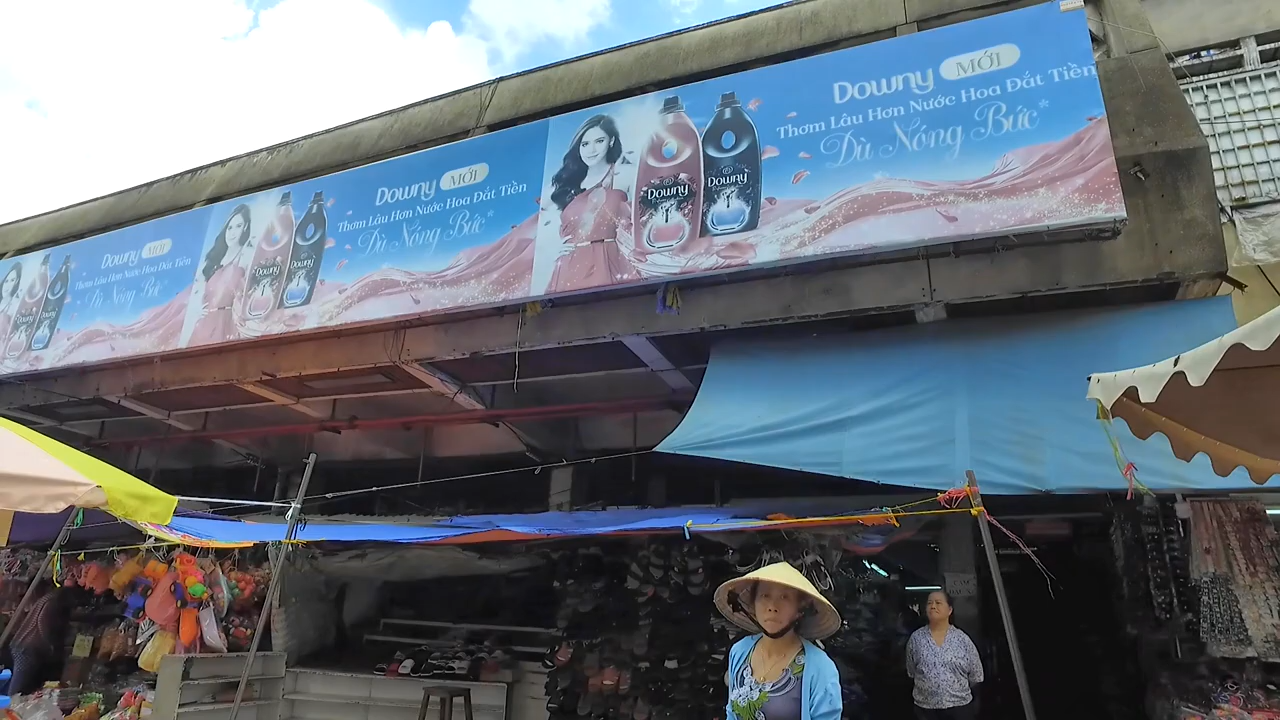 Downy MỚI
Thơm Lâu Hơn Nước Hoa Đắt Tiền
Dù Nóng Bức*
Downy
Downy
Downy MỚI
Thơm Lâu Hơn Nước Hoa Đắt Tiền
Dù Nóng Bức*
Downy
Downy
Downy MỚI
Thơm Lâu Hơn Nước Hoa Đắt Tiền
Dù Nóng Bức*
Downy
Downy